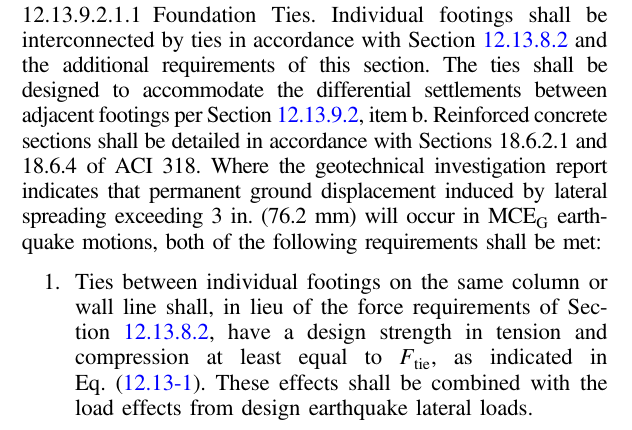 12.13.9.2.1.1 Foundation Ties. Individual footings shall be
interconnected by ties in accordance with Section 12.13.8.2 and
the additional requirements of this section. The ties shall be
designed to accommodate the differential settlements between
adjacent footings per Section 12.13.9.2, item b. Reinforced concrete
sections shall be detailed in accordance with Sections 18.6.2.1 and
18.6.4 of ACI 318. Where the geotechnical investigation report
indicates that permanent ground displacement induced by lateral
spreading exceeding 3 in. (76.2 mm) will occur in MCE_G earth-
quake motions, both of the following requirements shall be met:
1. Ties between individual footings on the same column or
wall line shall, in lieu of the force requirements of Sec-
tion 12.13.8.2, have a design strength in tension and
compression at least equal to F_tie, as indicated in
Eq. (12.13-1). These effects shall be combined with the
load effects from design earthquake lateral loads.